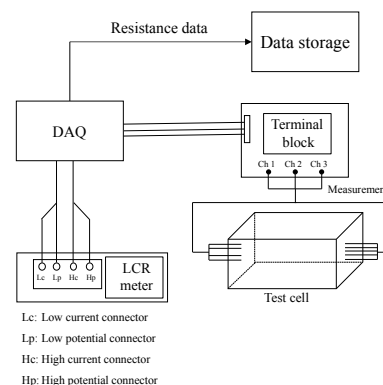 Resistance data
Data storage
DAQ
Terminal
block
Ch 1 Ch 2 Ch 3
Measurement
LCR
meter
Lc Lp Hc Hp
Test cell
Lc: Low current connector
Lp: Low potential connector
Hc: High current connector
Hp: High potential connector